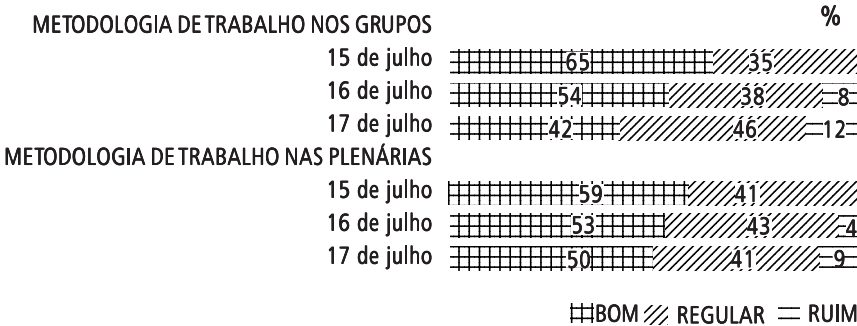 %
METODOLOGIA DE TRABALHO NOS GRUPOS
15 de julho 65 35
16 de julho 54 38 8
17 de julho 42 46 12
METODOLOGIA DE TRABALHO NAS PLENÁRIAS
15 de julho 59 41
16 de julho 53 43 4
17 de julho 50 41 9
BOM REGULAR RUIM